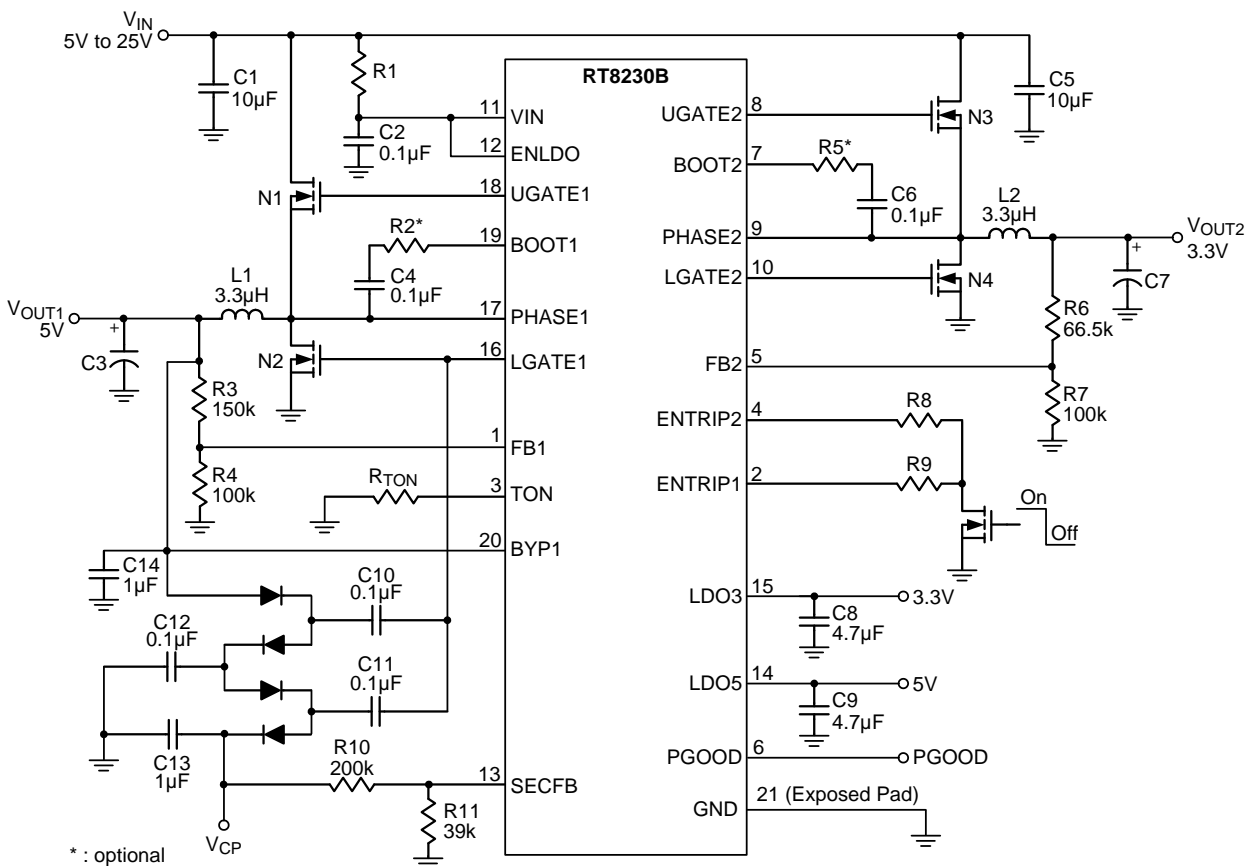 VIN
5V to 25V
RT8230B
C1
10µF
R1
C2
0.1µF
11
VIN
12
ENLDO
N1
18
UGATE1
R2*
19
BOOT1
C4
0.1µF
L1
3.3µH
17
PHASE1
VOUT1
5V
+
C3
N2
16
LGATE1
R3
150k
1
FB1
R4
100k
RTON
3
TON
20
BYP1
C14
1µF
C10
0.1µF
C12
0.1µF
C11
0.1µF
C13
1µF
R10
200k
13
SECFB
R11
39k
VCP
* : optional
UGATE2
8
N3
C5
10µF
BOOT2
7
R5*
C6
0.1µF
L2
3.3µH
PHASE2
9
VOUT2
3.3V
LGATE2
10
N4
+
C7
R6
66.5k
FB2
5
R7
100k
ENTRIP2
4
R8
ENTRIP1
2
R9
On
Off
LDO3
15
3.3V
C8
4.7µF
LDO5
14
5V
C9
4.7µF
PGOOD
6
PGOOD
GND
21 (Exposed Pad)